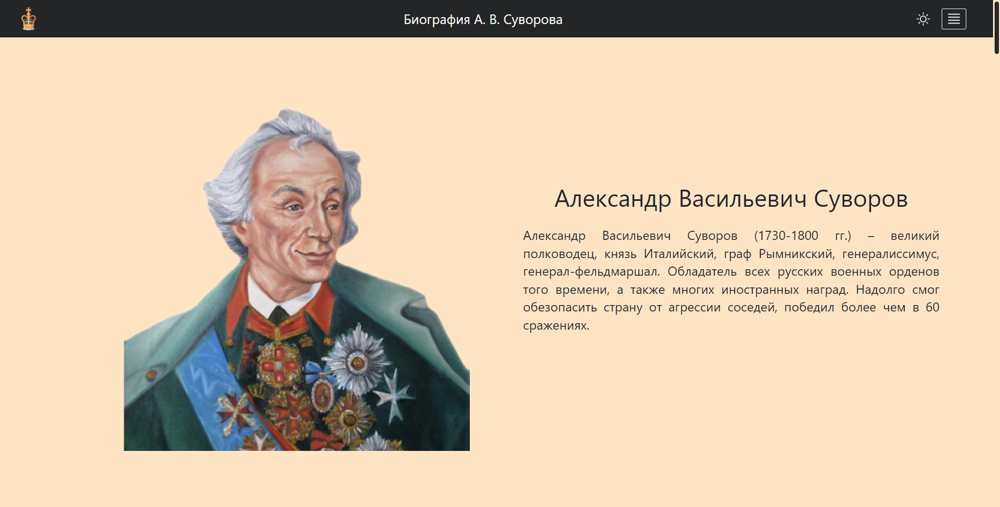 Биография А. В. Суворова
Александр Васильевич Суворов
Александр Васильевич Суворов (1730-1800 гг.) – великий
полководец, князь Италийский, граф Рымникский, генералиссимус,
генерал-фельдмаршал. Обладатель всех русских военных орденов
того времени, а также многих иностранных наград. Надолго смог
обезопасить страну от агрессии соседей, победил более чем в 60
сражениях.